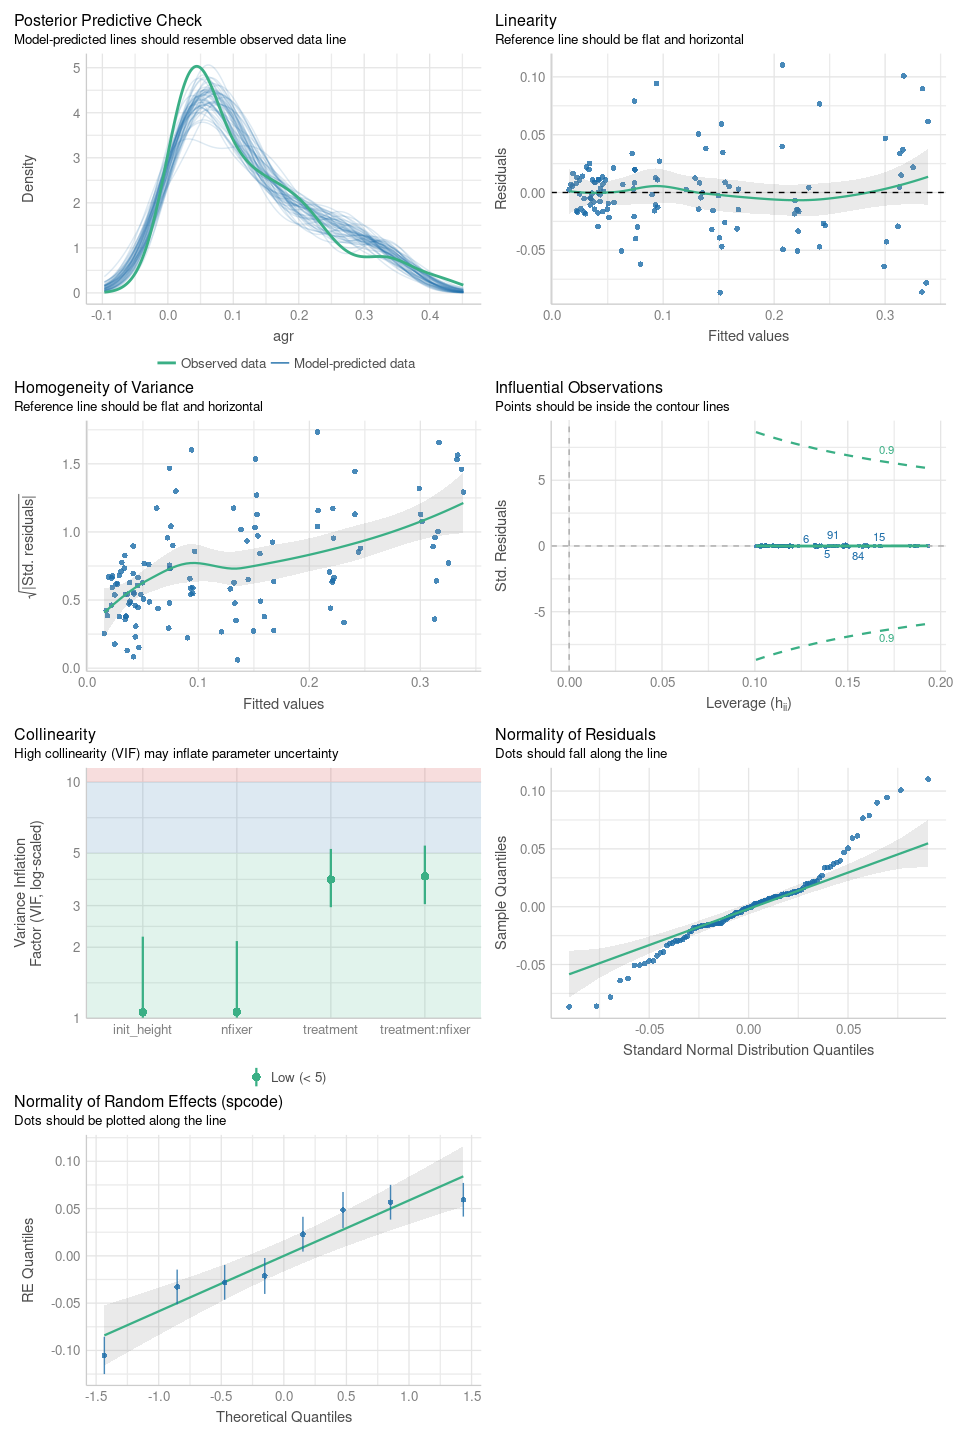 Posterior Predictive Check
Model-predicted lines should resemble observed data line
5
4
3
2
1
0
Density
-0.1 0.0 0.1 0.2 0.3 0.4
agr
Observed data Model-predicted data
Linearity
Reference line should be flat and horizontal
0.10
0.05
0.00
-0.05
Residuals
0.0 0.1 0.2 0.3
Fitted values
Homogeneity of Variance
Reference line should be flat and horizontal
1.5
1.0
0.5
0.0
√|Std. residuals|
0.0 0.1 0.2 0.3
Fitted values
Influential Observations
Points should be inside the contour lines
5
0
-5
Std. Residuals
0.9
6 91 15
5 84
0.9
0.00 0.05 0.10 0.15 0.20
Leverage (hii)
Collinearity
High collinearity (VIF) may inflate parameter uncertainty
10
5
3
2
1
Variance Inflation
Factor (VIF, log-scaled)
init_height nfixer treatment treatment:nfixer
Low (< 5)
Normality of Residuals
Dots should fall along the line
0.10
0.05
0.00
-0.05
Sample Quantiles
-0.05 0.00 0.05
Standard Normal Distribution Quantiles
Normality of Random Effects (spcode)
Dots should be plotted along the line
0.10
0.05
0.00
-0.05
-0.10
RE Quantiles
-1.5 -1.0 -0.5 0.0 0.5 1.0 1.5
Theoretical Quantiles